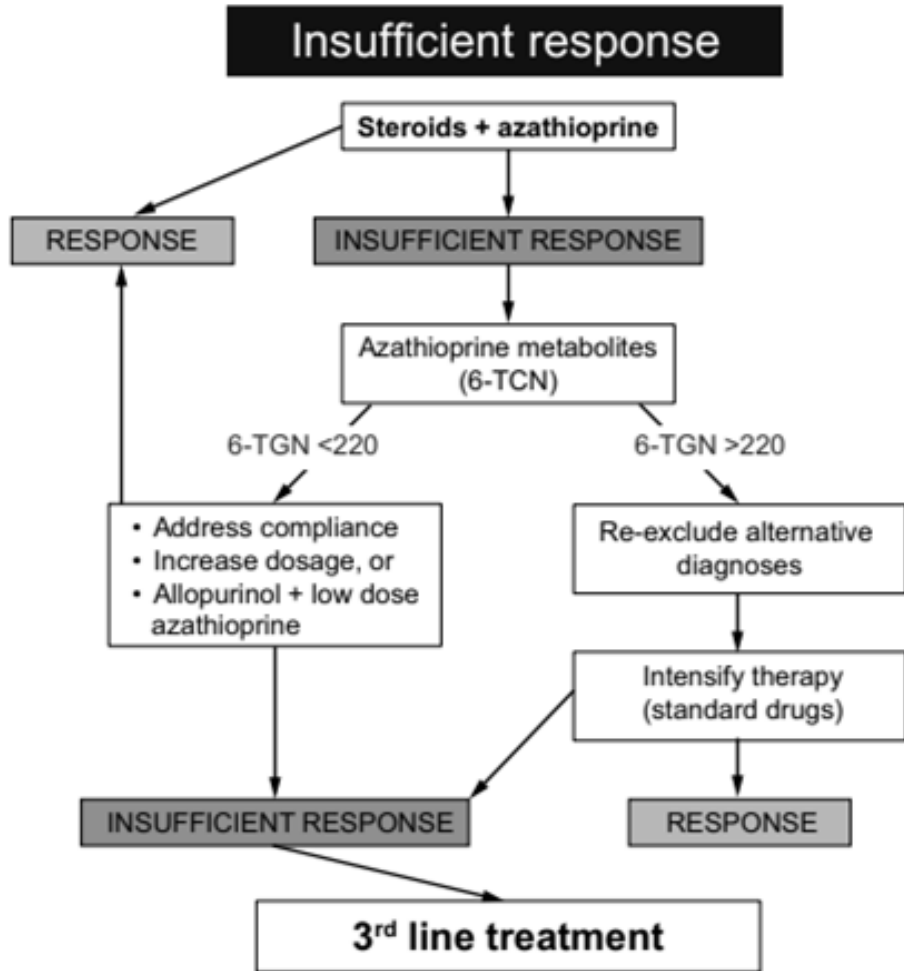 Insufficient response
Steroids + azathioprine
RESPONSE
INSUFFICIENT RESPONSE
Azathioprine metabolites
(6-TCN)
6-TGN <220
6-TGN >220
• Address compliance
• Increase dosage, or
• Allopurinol + low dose
azathioprine
Re-exclude alternative
diagnoses
Intensify therapy
(standard drugs)
INSUFFICIENT RESPONSE
RESPONSE
3rd line treatment